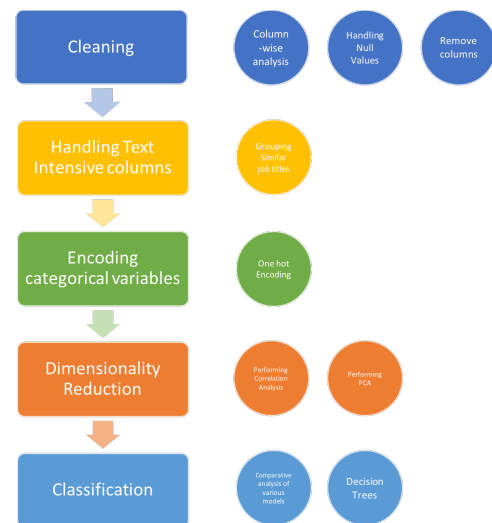 Cleaning
Column
-wise
analysis
Handling
Null
Values
Remove
columns
Handling Text
Intensive columns
Grouping
Similar
job titles
Encoding
categorical variables
One hot
Encoding
Dimensionality
Reduction
Performing
Correlation
Analysis
Performing
PCA
Classification
Comparative
analysis of
various
models
Decision
Trees